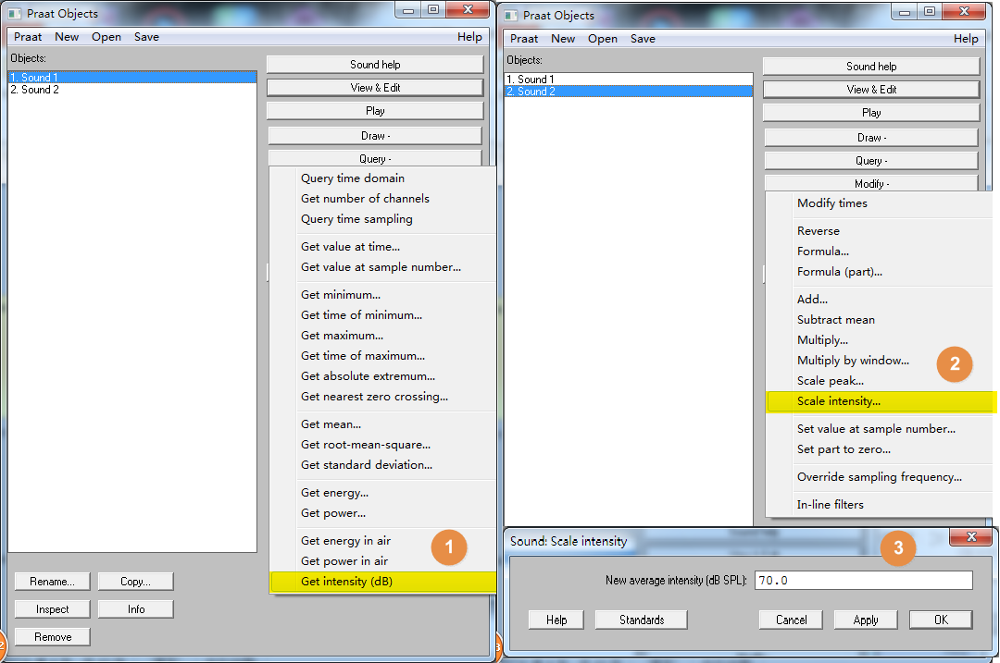 Praat Objects
Praat New Open Save Help
Objects:
1. Sound 1
2. Sound 2
Sound help
View & Edit
Play
Draw -
Query -
Query time domain
Get number of channels
Query time sampling
Get value at time...
Get value at sample number...
Get minimum...
Get time of minimum...
Get maximum...
Get time of maximum...
Get absolute extremum...
Get nearest zero crossing...
Get mean...
Get root-mean-square...
Get standard deviation...
Get energy...
Get power...
Get energy in air
Get power in air
Get intensity (dB)
1
Rename... Copy...
Inspect Info
Remove
Praat Objects
Praat New Open Save Help
Objects:
1. Sound 1
2. Sound 2
Sound help
View & Edit
Play
Draw -
Query -
Modify -
Modify times
Reverse
Formula...
Formula (part)...
Add...
Subtract mean
Multiply...
Multiply by window...
Scale peak...
Scale intensity...
Set value at sample number...
Set part to zero...
Override sampling frequency...
In-line filters
2
Sound: Scale intensity
3
New average intensity (dB SPL): 70.0
Help Standards Cancel Apply OK